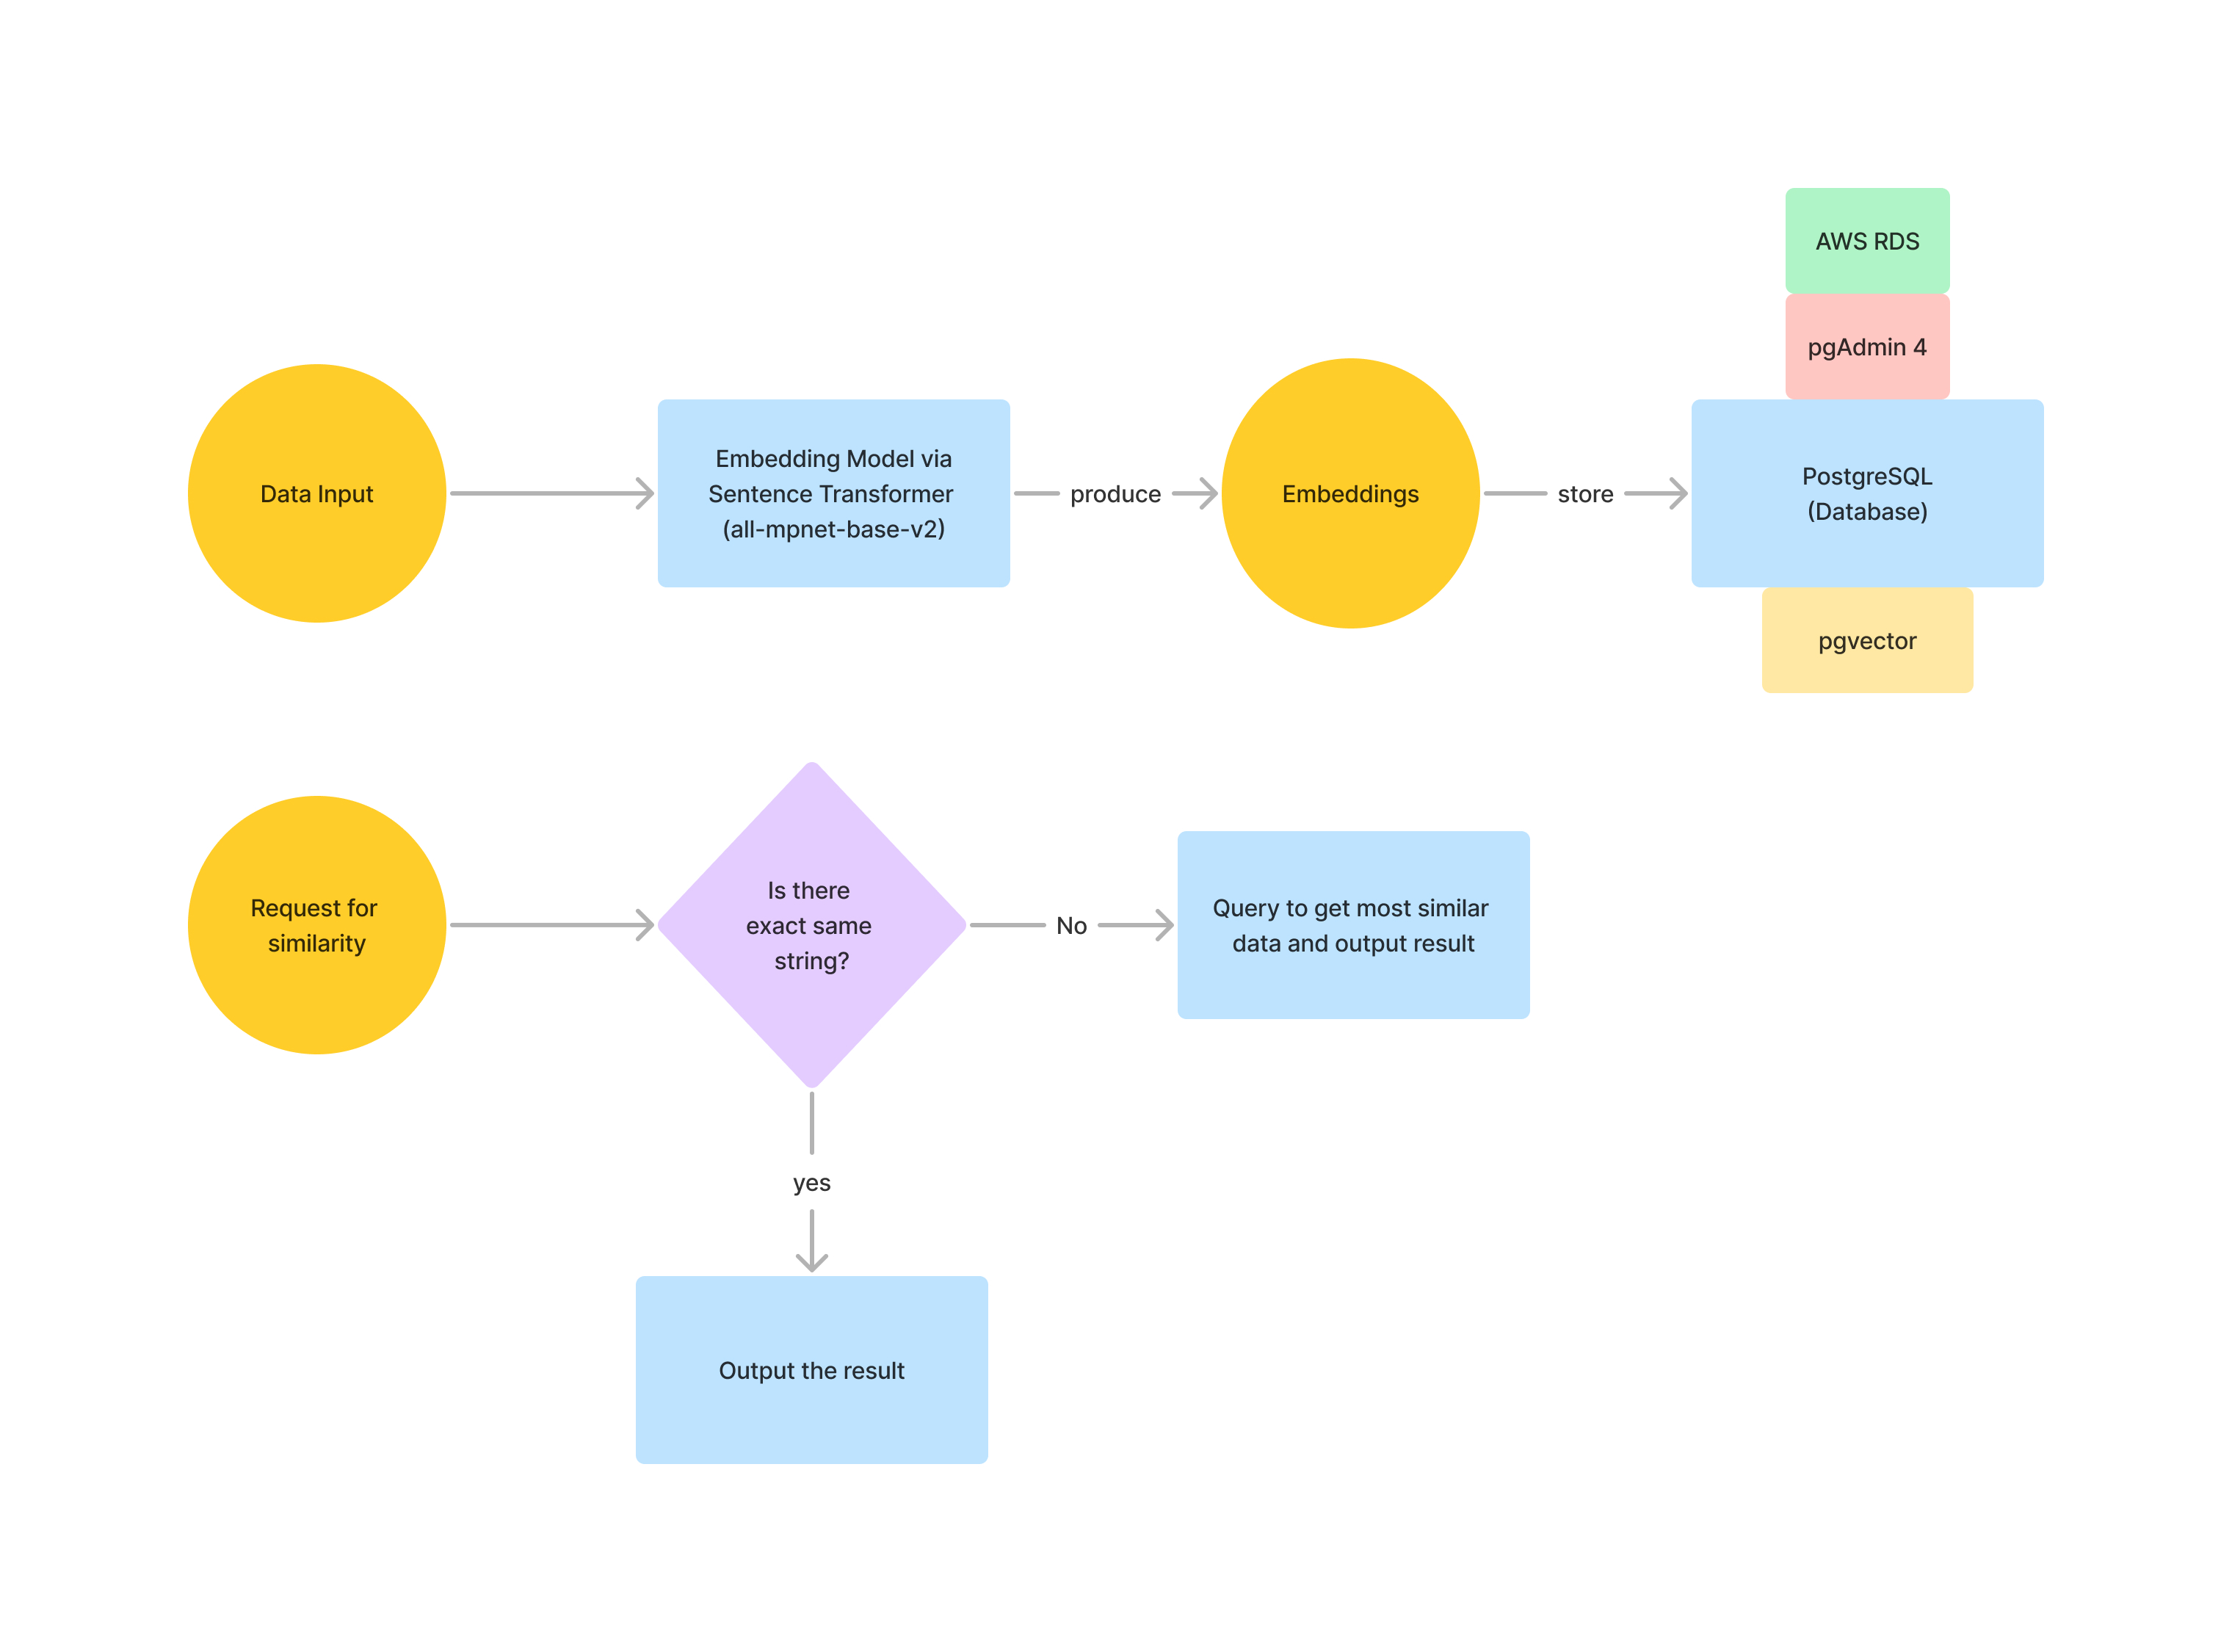 AWS RDS
pgAdmin 4
Data Input
Embedding Model via
Sentence Transformer
(all-mpnet-base-v2)
produce
Embeddings
store
PostgreSQL
(Database)
pgvector
Request for
similarity
Is there
exact same
string?
No
Query to get most similar
data and output result
yes
Output the result